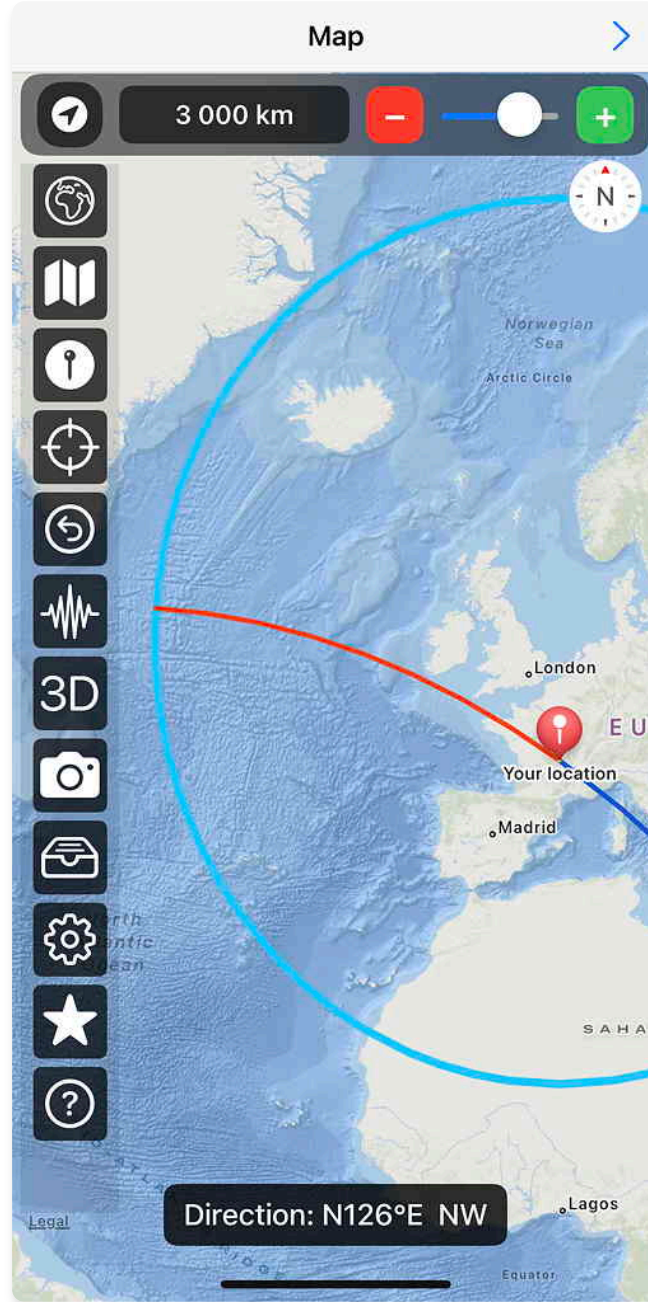 Map
3 000 km
N
Norwegian
Sea
Arctic Circle
3D
London
EU
Your location
Madrid
North
Atlantic
Ocean
SAHA
?
Direction: N126°E NW
Lagos
Legal
Equator